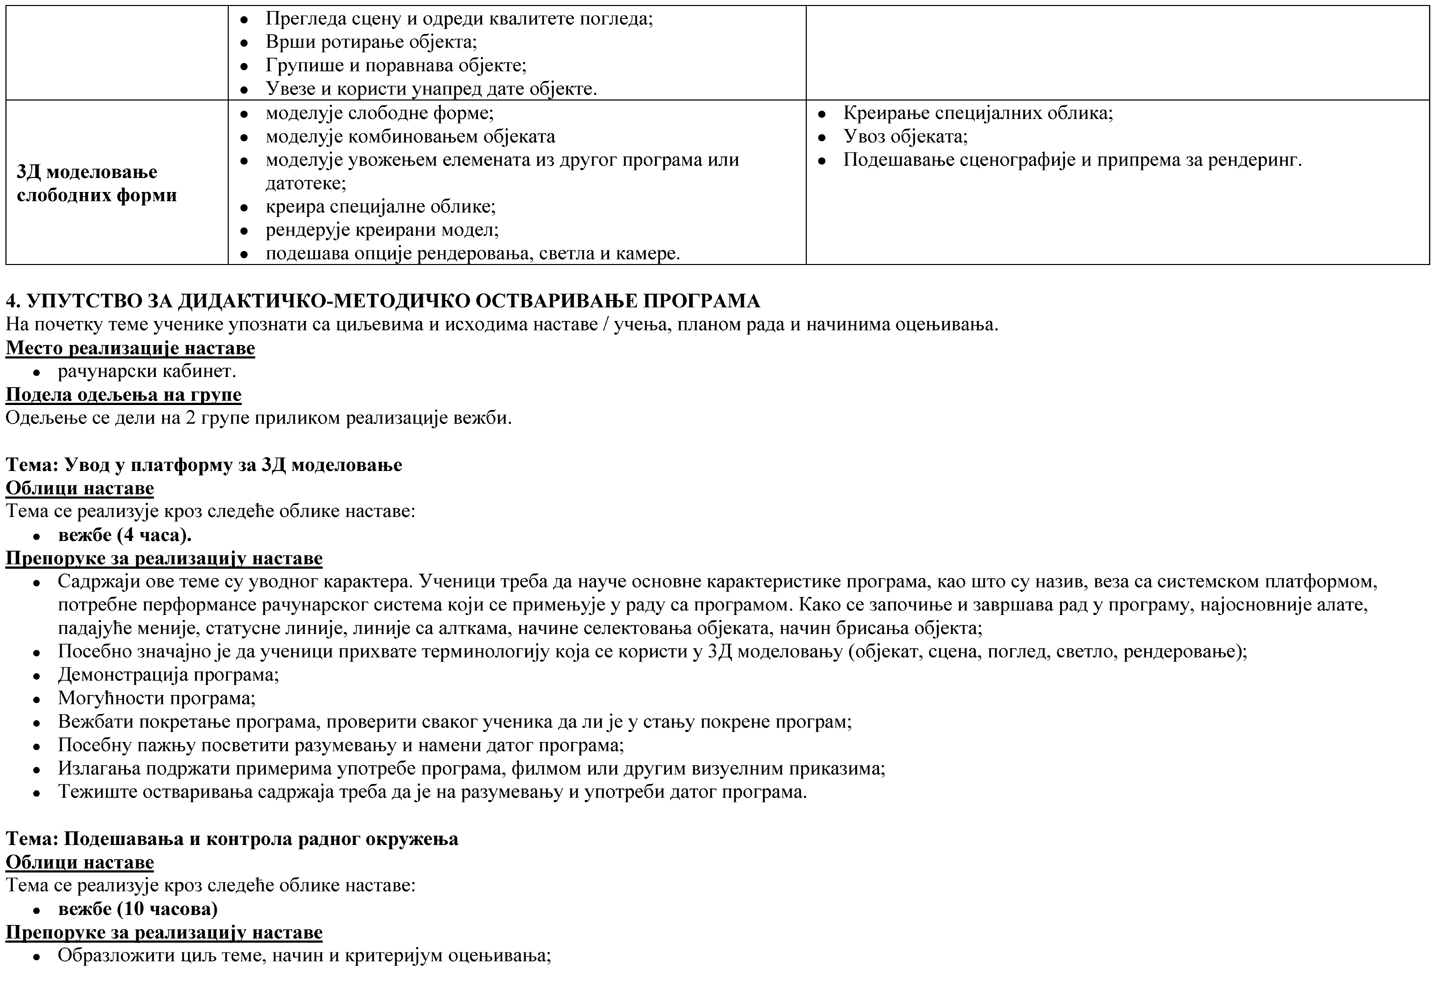 • Прегледа сцену и одреди квалитете погледа;
• Врши ротирање објекта;
• Групише и поравнава објекте;
• Увезе и користи унапред дате објекте.
3Д моделовање
слободних форми
• моделује слободне форме;
• моделује комбиновањем објеката
• моделује увожењем елемената из другог програма или
датотеке;
• креира специјалне облике;
• рендерује креирани модел;
• подешава опције рендеровања, светла и камере.
• Креирање специјалних облика;
• Увоз објеката;
• Подешавање сценографије и припрема за рендеринг.
4. УПУТСТВО ЗА ДИДАКТИЧКО-МЕТОДИЧКО ОСТВАРИВАЊЕ ПРОГРАМА
На почетку теме ученике упознати са циљевима и исходима наставе / учења, планом рада и начинима оцењивања.
Место реализације наставе
• рачунарски кабинет.
Подела одељења на групе
Одељење се дели на 2 групе приликом реализације вежби.
Тема: Увод у платформу за 3Д моделовање
Облици наставе
Тема се реализује кроз следеће облике наставе:
• вежбе (4 часа).
Препоруке за реализацију наставе
• Садржаји ове теме су уводног карактера. Ученици треба да науче основне карактеристике програма, као што су назив, веза са системском платформом,
потребне перформансе рачунарског система који се примењује у раду са програмом. Како се започиње и завршава рад у програму, најосновније алате,
падајуће меније, статусне линије, линије са алткама, начине селектовања објеката, начин брисања објекта;
• Посебно значајно је да ученици прихвате терминологију која се користи у 3Д моделовању (објекат, сцена, поглед, светло, рендеровање);
• Демонстрација програма;
• Могућности програма;
• Вежбати покретање програма, проверити сваког ученика да ли је у стању покрене програм;
• Посебну пажњу посветити разумевању и намени датог програма;
• Излагања подржати примерима употребе програма, филмом или другим визуелним приказима;
• Тежиште остваривања садржаја треба да је на разумевању и употреби датог програма.
Тема: Подешавања и контрола радног окружења
Облици наставе
Тема се реализује кроз следеће облике наставе:
• вежбе (10 часова)
Препоруке за реализацију наставе
• Образложити циљ теме, начин и критеријум оцењивања;